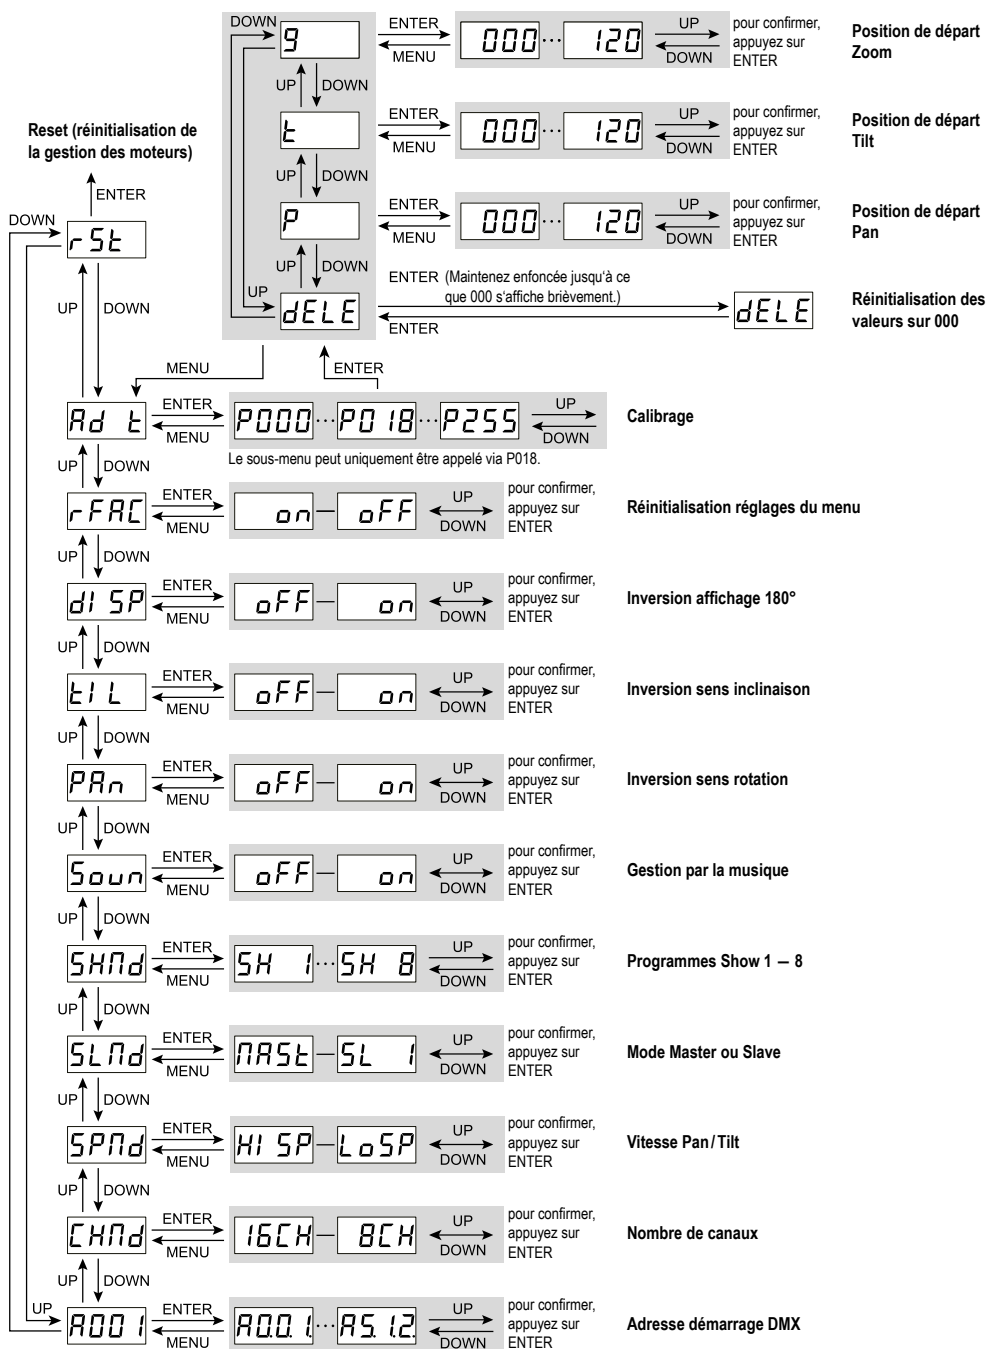 DOWN
9 ENTER MENU 000 ... 120 UP DOWN pour confirmer, appuyez sur ENTER Position de départ Zoom
UP DOWN
t ENTER MENU 000 ... 120 UP DOWN pour confirmer, appuyez sur ENTER Position de départ Tilt
UP DOWN
P ENTER MENU 000 ... 120 UP DOWN pour confirmer, appuyez sur ENTER Position de départ Pan
UP DOWN
UP
dELE ENTER (Maintenez enfoncée jusqu‘à ce
que 000 s‘affiche brièvement.)
ENTER dELE Réinitialisation des valeurs sur 000
Reset (réinitialisation de
la gestion des moteurs)
ENTER
DOWN
rSt
UP DOWN
MENU ENTER
Ad t ENTER MENU P000 ... P018 ... P255 UP DOWN Calibrage
Le sous-menu peut uniquement être appelé via P018.
UP DOWN
rFAC ENTER MENU on – oFF UP DOWN pour confirmer, appuyez sur ENTER Réinitialisation réglages du menu
UP DOWN
dI SP ENTER MENU oFF – on UP DOWN pour confirmer, appuyez sur ENTER Inversion affichage 180°
UP DOWN
tI L ENTER MENU oFF – on UP DOWN pour confirmer, appuyez sur ENTER Inversion sens inclinaison
UP DOWN
PAn ENTER MENU oFF – on UP DOWN pour confirmer, appuyez sur ENTER Inversion sens rotation
UP DOWN
Soun ENTER MENU oFF – on UP DOWN pour confirmer, appuyez sur ENTER Gestion par la musique
UP DOWN
SHMd ENTER MENU SH 1 ... SH 8 UP DOWN pour confirmer, appuyez sur ENTER Programmes Show 1 – 8
UP DOWN
SLMd ENTER MENU MASt – SL 1 UP DOWN pour confirmer, appuyez sur ENTER Mode Master ou Slave
UP DOWN
SPMd ENTER MENU HI SP – LoSP UP DOWN pour confirmer, appuyez sur ENTER Vitesse Pan / Tilt
UP DOWN
CHMd ENTER MENU 16CH – 8CH UP DOWN pour confirmer, appuyez sur ENTER Nombre de canaux
UP DOWN
UP
A001 ENTER MENU A0.0.1. ... A5.1.2. UP DOWN pour confirmer, appuyez sur ENTER Adresse démarrage DMX